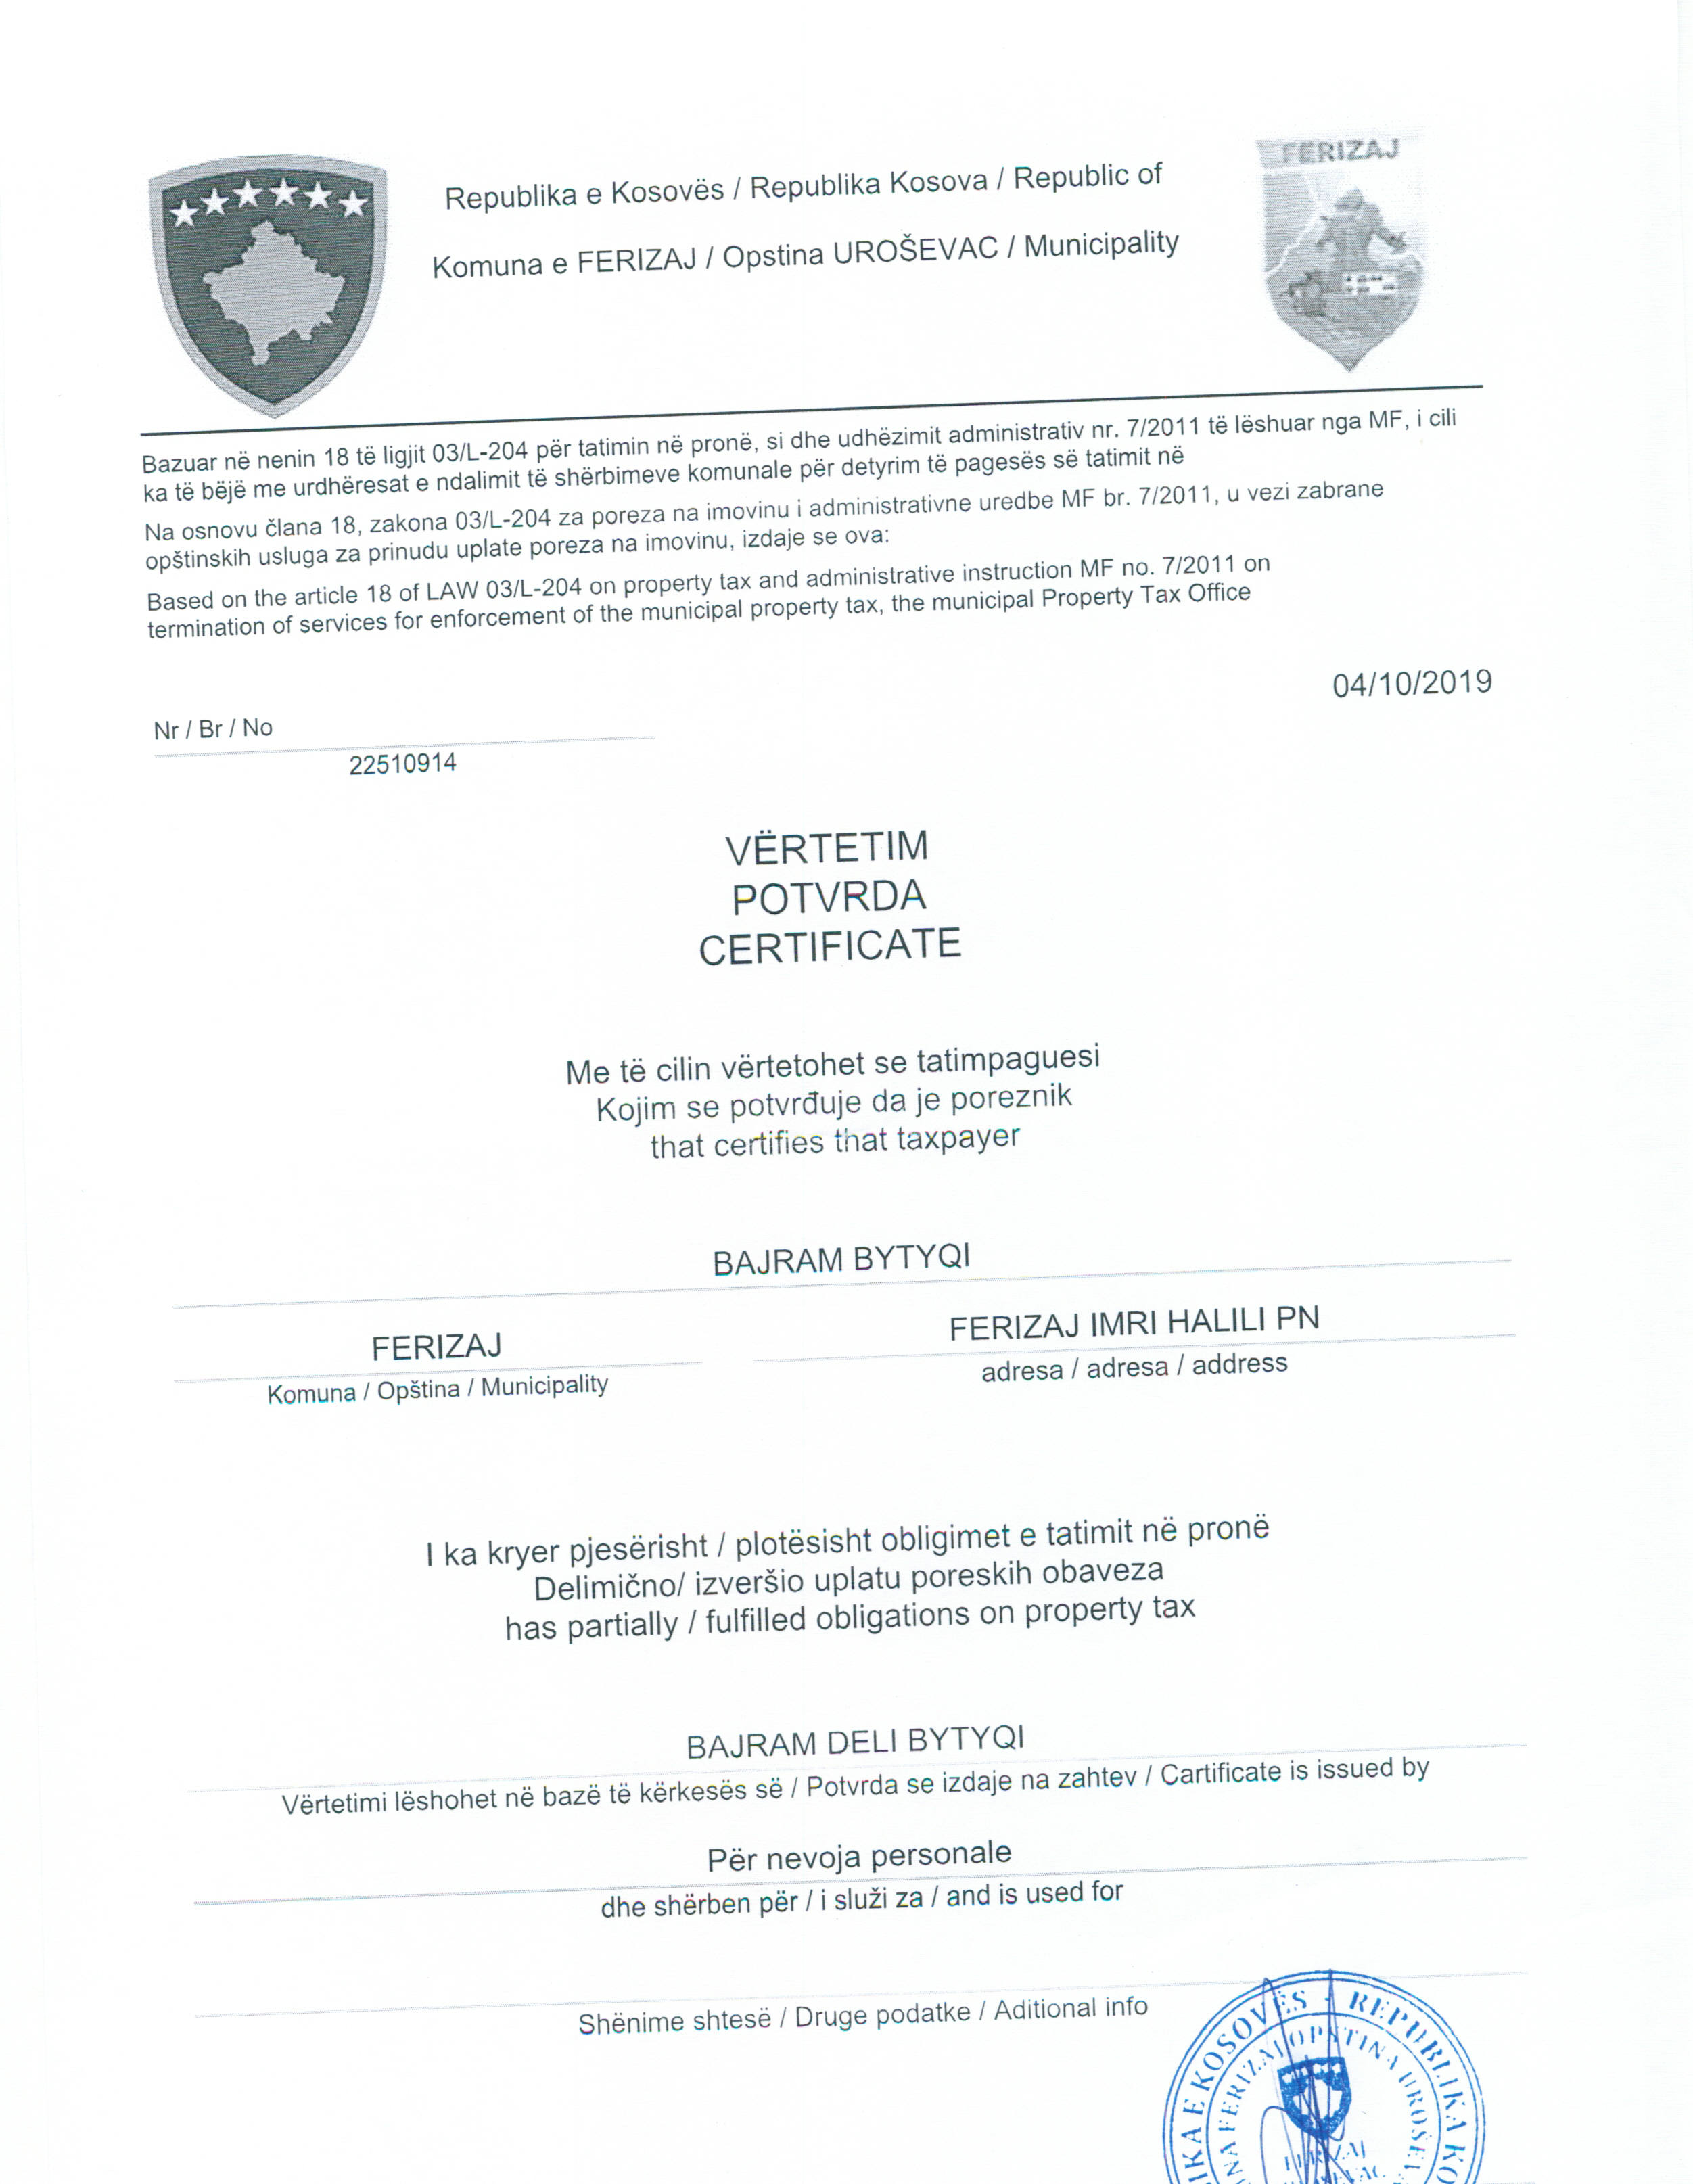 FERIZAJ
Republika e Kosovës / Republika Kosova / Republic of
Komuna e FERIZAJ / Opstina UROŠEVAC / Municipality
Bazuar në nenin 18 të ligjit 03/L-204 për tatimin në pronë, si dhe udhëzimit administrativ nr. 7/2011 të lëshuar nga MF, i cili
ka të bëjë me urdhëresat e ndalimit të shërbimeve komunale për detyrim të pagesës së tatimit në
Na osnovu člana 18, zakona 03/L-204 za poreza na imovinu i administrativne uredbe MF br. 7/2011, u vezi zabrane
opštinskih usluga za prinudu uplate poreza na imovinu, izdaje se ova:
Based on the article 18 of LAW 03/L-204 on property tax and administrative instruction MF no. 7/2011 on
termination of services for enforcement of the municipal property tax, the municipal Property Tax Office
04/10/2019
Nr / Br / No
22510914
VËRTETIM
POTVRDA
CERTIFICATE
Me të cilin vërtetohet se tatimpaguesi
Kojim se potvrđuje da je poreznik
that certifies that taxpayer
BAJRAM BYTYQI
FERIZAJ
FERIZAJ IMRI HALILI PN
Komuna / Opština / Municipality
adresa / adresa / address
I ka kryer pjesërisht / plotësisht obligimet e tatimit në pronë
Delimično/ izveršio uplatu poreskih obaveza
has partially / fulfilled obligations on property tax
BAJRAM DELI BYTYQI
Vërtetimi lëshohet në bazë të kërkesës së / Potvrda se izdaje na zahtev / Cartificate is issued by
Për nevoja personale
dhe shërben për / i služi za / and is used for
Shënime shtesë / Druge podatke / Aditional info
IKA E KOSOVËS · REPUBLIKA KO
NA FERIZAJ OPŠTINA UROŠEV